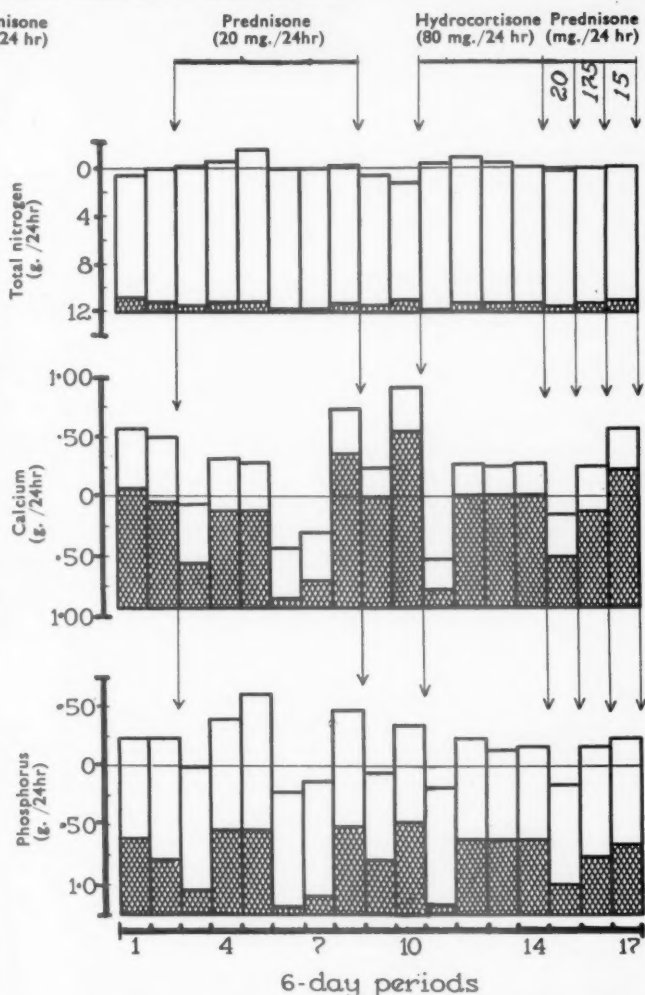 nisone
24 hr)
Prednisone
(20 mg./24hr)
Hydrocortisone
(80 mg./24 hr)
Prednisone
(mg./24 hr)
20
17.5
15
Total nitrogen
(g./24hr)
0
4
8
12
Calcium
(g./24hr)
1·00
·50
0
·50
1·00
Phosphorus
(g./24hr)
·50
0
·50
1·0
1
4
7
10
14
17
6-day periods